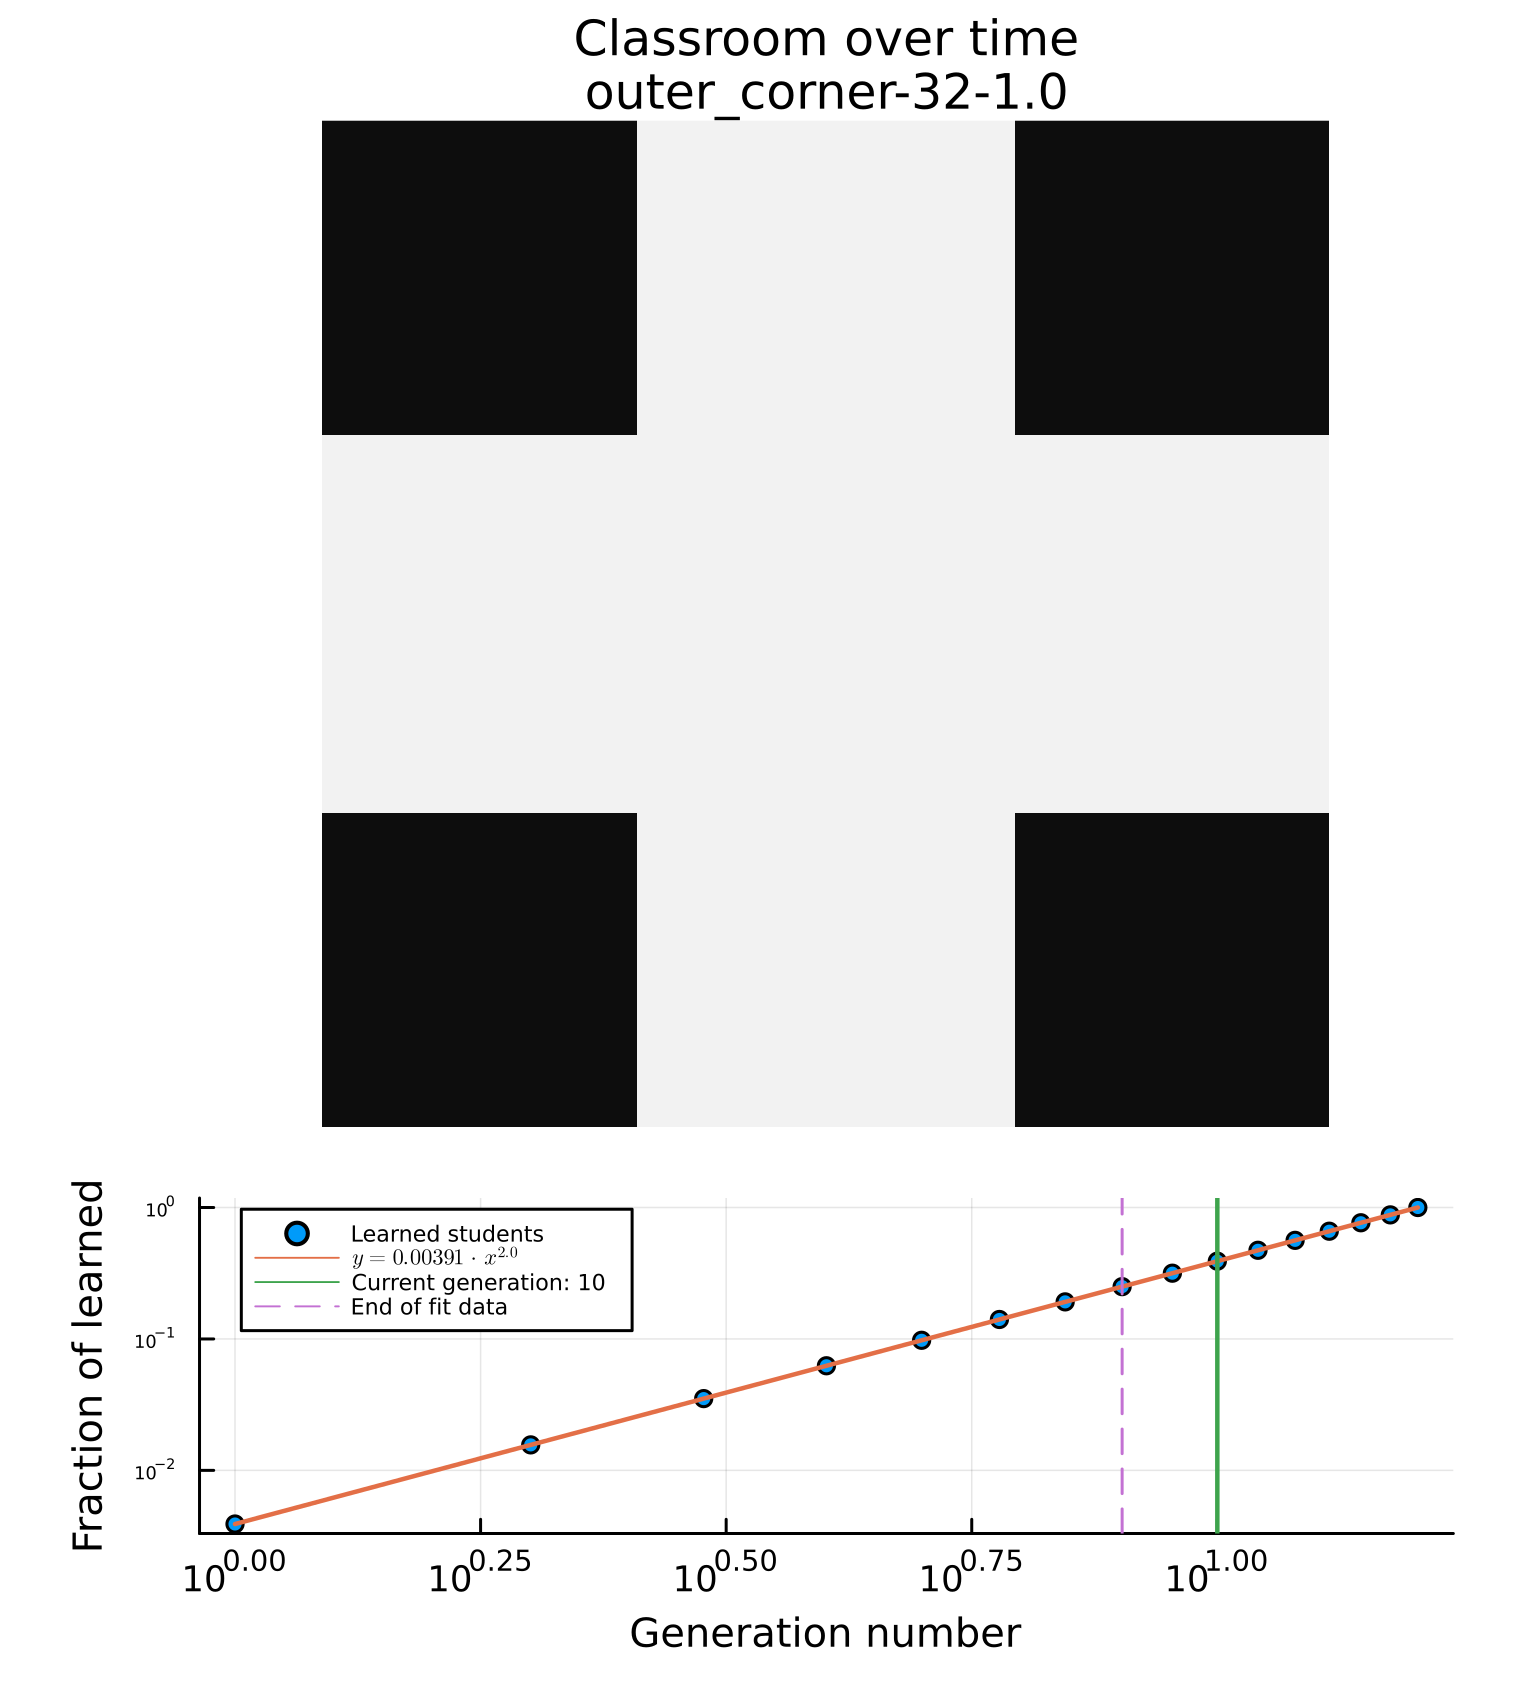 Classroom over time
outer_corner-32-1.0
Fraction of learned
10⁰
10⁻¹
10⁻²
Learned students
y = 0.00391 · x^2.0
Current generation: 10
End of fit data
10^0.00 10^0.25 10^0.50 10^0.75 10^1.00
Generation number